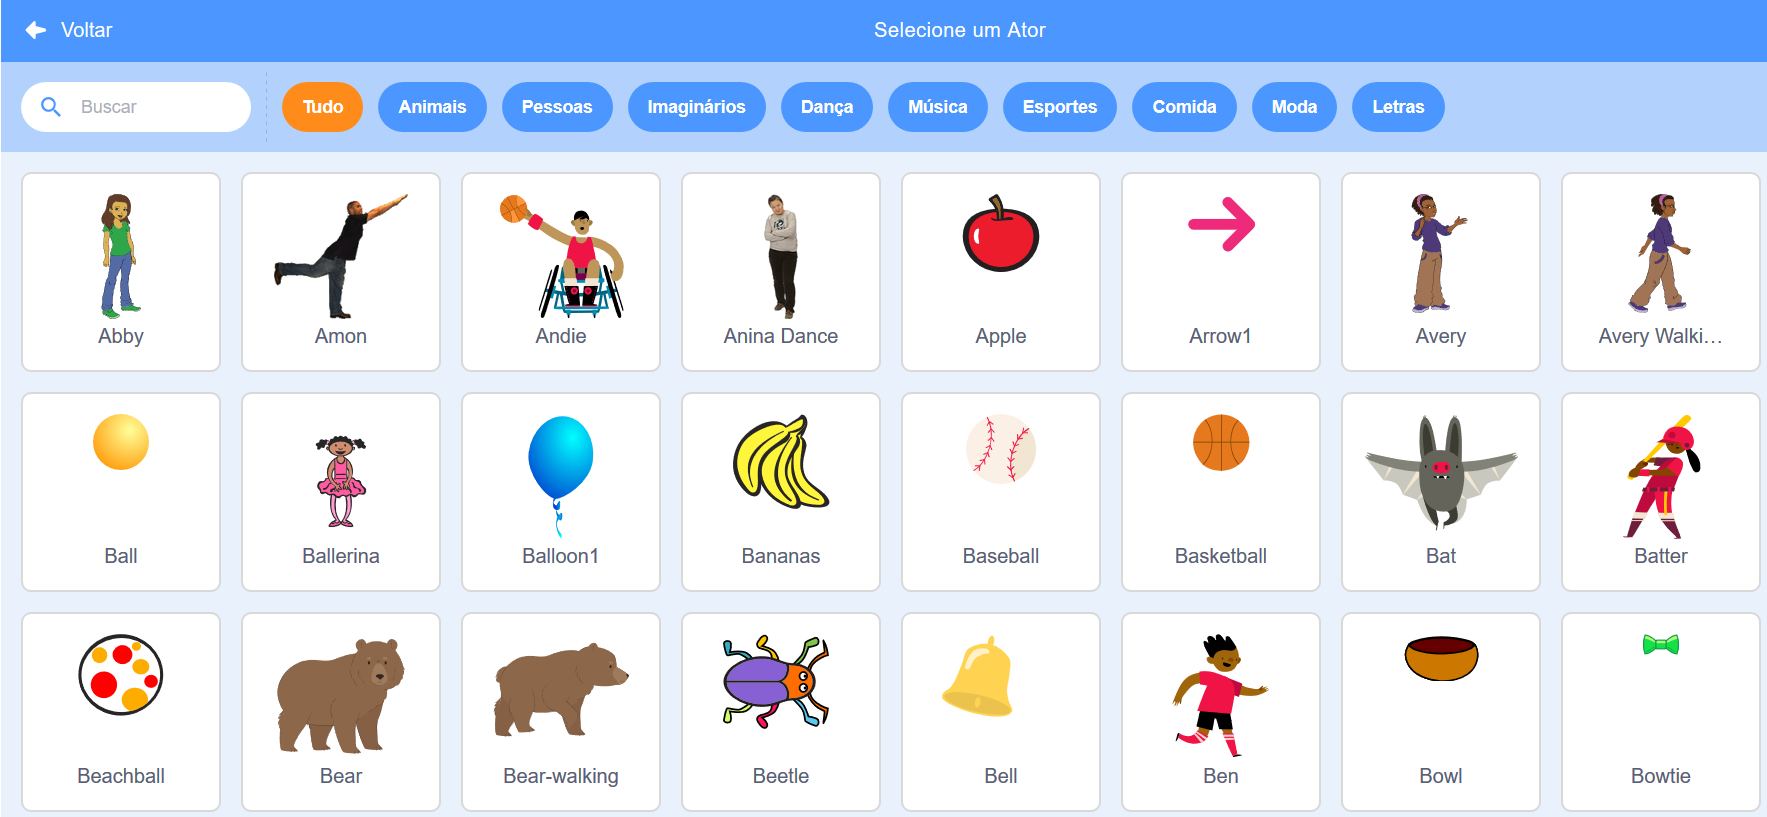 Voltar
Selecione um Ator
Buscar
Tudo
Animais
Pessoas
Imaginários
Dança
Música
Esportes
Comida
Moda
Letras
Abby
Amon
Andie
Anina Dance
Apple
Arrow1
Avery
Avery Walki...
Ball
Ballerina
Balloon1
Bananas
Baseball
Basketball
Bat
Batter
Beachball
Bear
Bear-walking
Beetle
Bell
Ben
Bowl
Bowtie